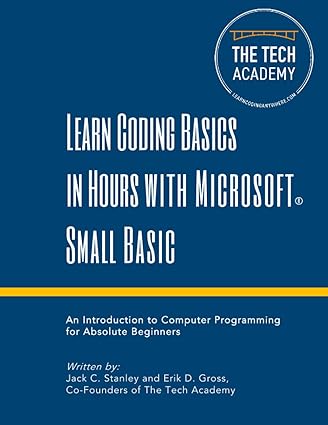 THE TECH
ACADEMY
LEARNCODINGANYWHERE.COM
LEARN CODING BASICS
IN HOURS WITH MICROSOFT®
SMALL BASIC
An Introduction to Computer Programming
for Absolute Beginners
Written by:
Jack C. Stanley and Erik D. Gross,
Co-Founders of The Tech Academy